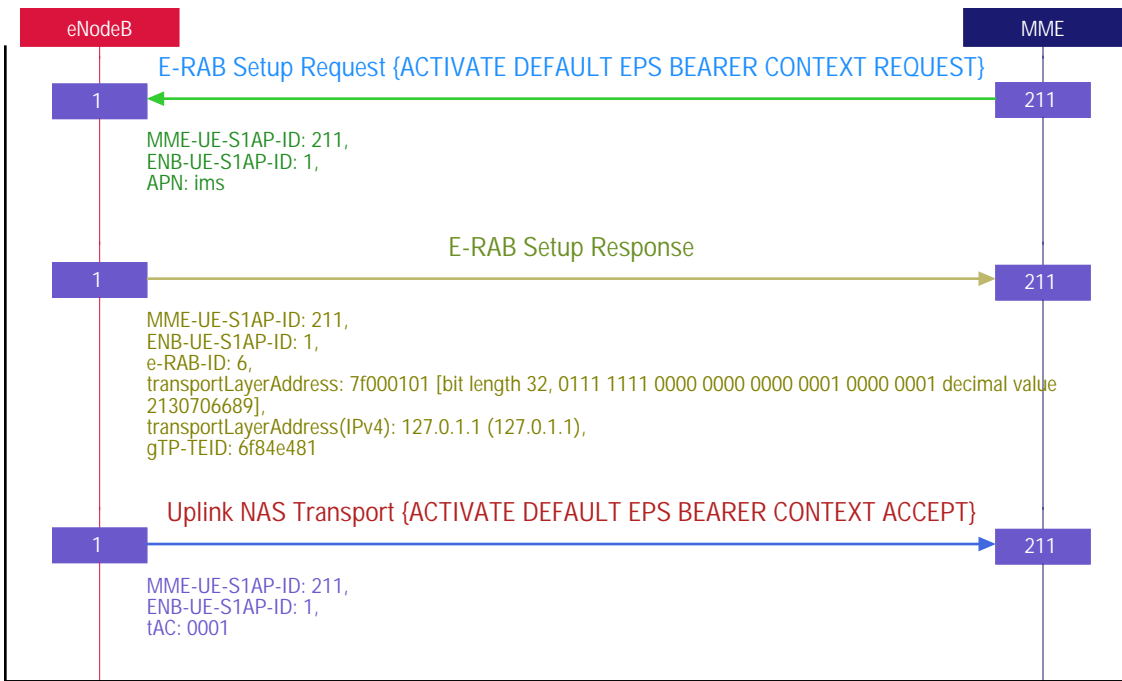 eNodeB
MME
E-RAB Setup Request {ACTIVATE DEFAULT EPS BEARER CONTEXT REQUEST}
1
211
MME-UE-S1AP-ID: 211,
ENB-UE-S1AP-ID: 1,
APN: ims
E-RAB Setup Response
1
211
MME-UE-S1AP-ID: 211,
ENB-UE-S1AP-ID: 1,
e-RAB-ID: 6,
transportLayerAddress: 7f000101 [bit length 32, 0111 1111 0000 0000 0000 0001 0000 0001 decimal value
2130706689],
transportLayerAddress(IPv4): 127.0.1.1 (127.0.1.1),
gTP-TEID: 6f84e481
Uplink NAS Transport {ACTIVATE DEFAULT EPS BEARER CONTEXT ACCEPT}
1
211
MME-UE-S1AP-ID: 211,
ENB-UE-S1AP-ID: 1,
tAC: 0001